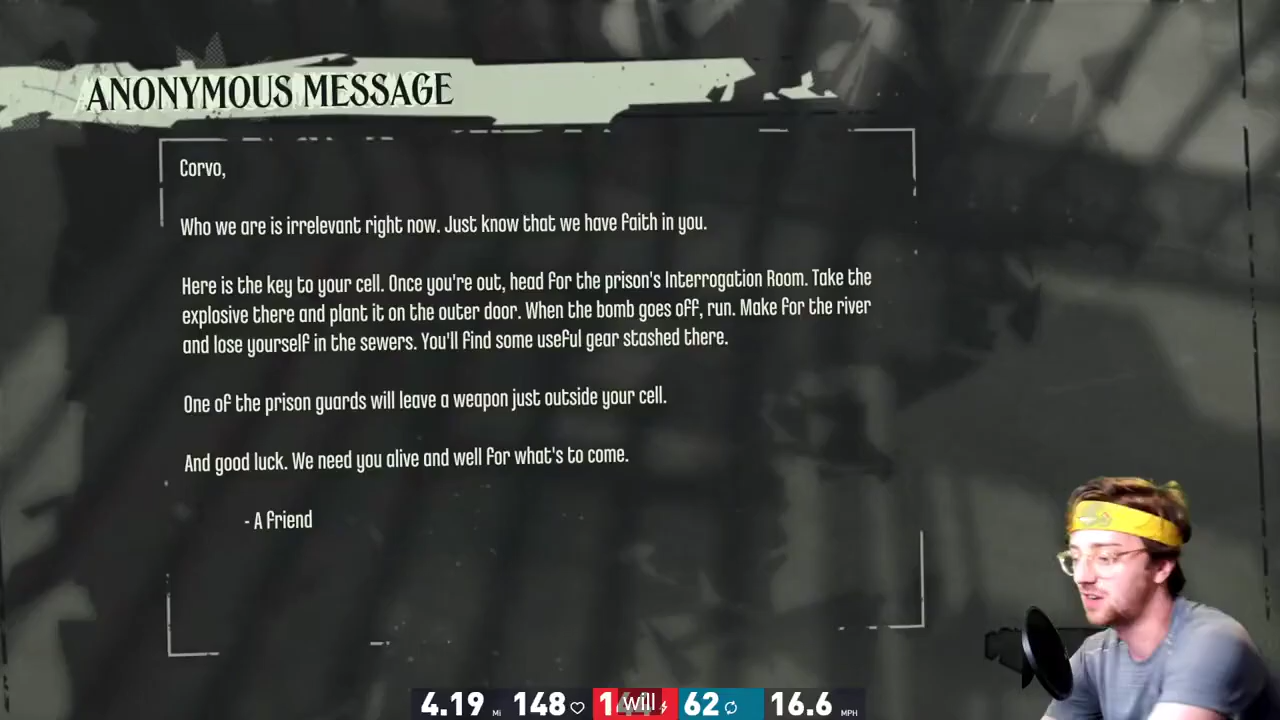 ANONYMOUS MESSAGE
Corvo,
Who we are is irrelevant right now. Just know that we have faith in you.
Here is the key to your cell. Once you're out, head for the prison's Interrogation Room. Take the
explosive there and plant it on the outer door. When the bomb goes off, run. Make for the river
and lose yourself in the sewers. You'll find some useful gear stashed there.
One of the prison guards will leave a weapon just outside your cell.
And good luck. We need you alive and well for what's to come.
- A friend
4.19 Mi 148 will 62 16.6 MPH